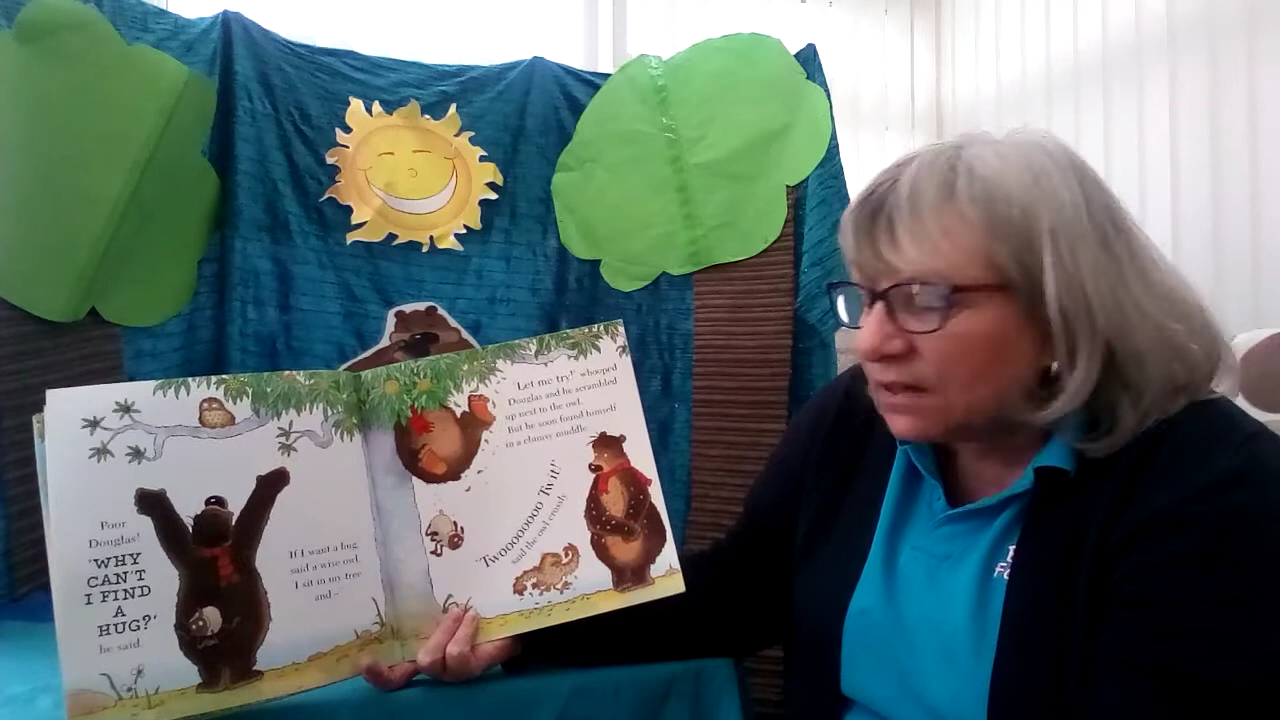 Poor
Douglas!
'WHY
CAN'T
I FIND
A
HUG?'
he said.
If I want a hug,
said a wise owl.
I sit in my tree
and –
'Let me try!' whooped
Douglas and he scrambled
up next to the owl.
But he soon found himself
in a clumsy muddle.
'Twoooooooo Twit!'
said the owl crossly.